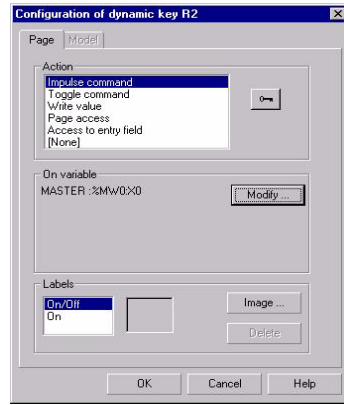 Configuration of dynamic key R2
Page Model
Action
Impulse command
Toggle command
Write value
Page access
Access to entry field
[None]
On variable
MASTER :%MW0:X0
Modify ...
Labels
On/Off
On
Image ...
Delete
OK Cancel Help